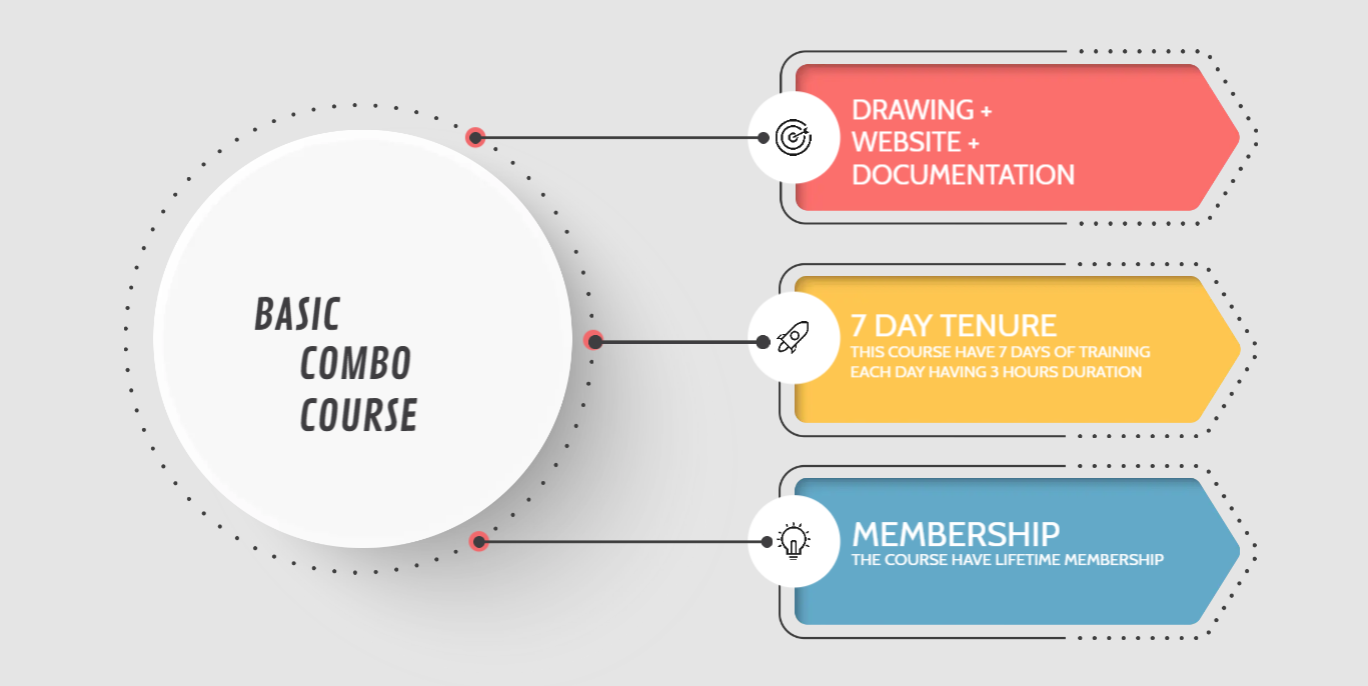 BASIC
COMBO
COURSE
DRAWING +
WEBSITE +
DOCUMENTATION
7 DAY TENURE
THIS COURSE HAVE 7 DAYS OF TRAINING
EACH DAY HAVING 3 HOURS DURATION
MEMBERSHIP
THE COURSE HAVE LIFETIME MEMBERSHIP